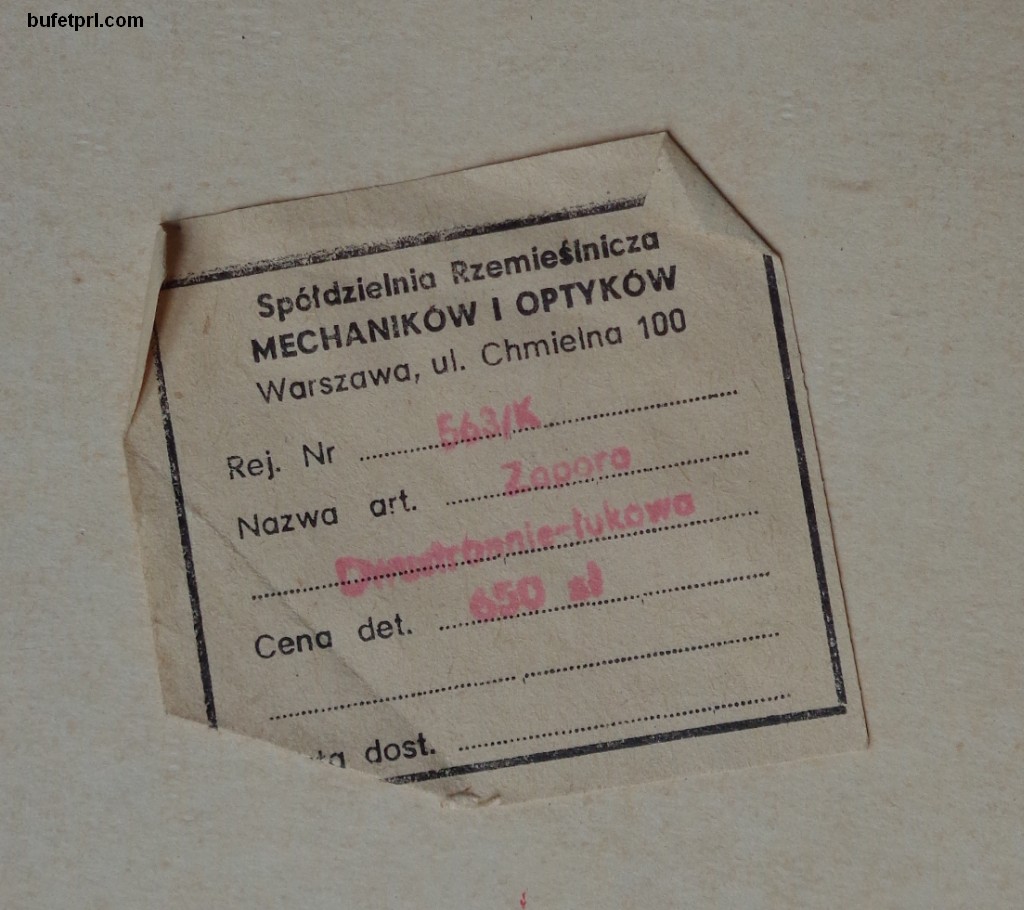 bufetprl.com
Spółdzielnia Rzemieślnicza
MECHANIKÓW I OPTYKÓW
Warszawa, ul. Chmielna 100
Rej. Nr 563/K
Nazwa art. Zapora
Dwustronnie-łukowa
Cena det. 650 zł
ta dost.